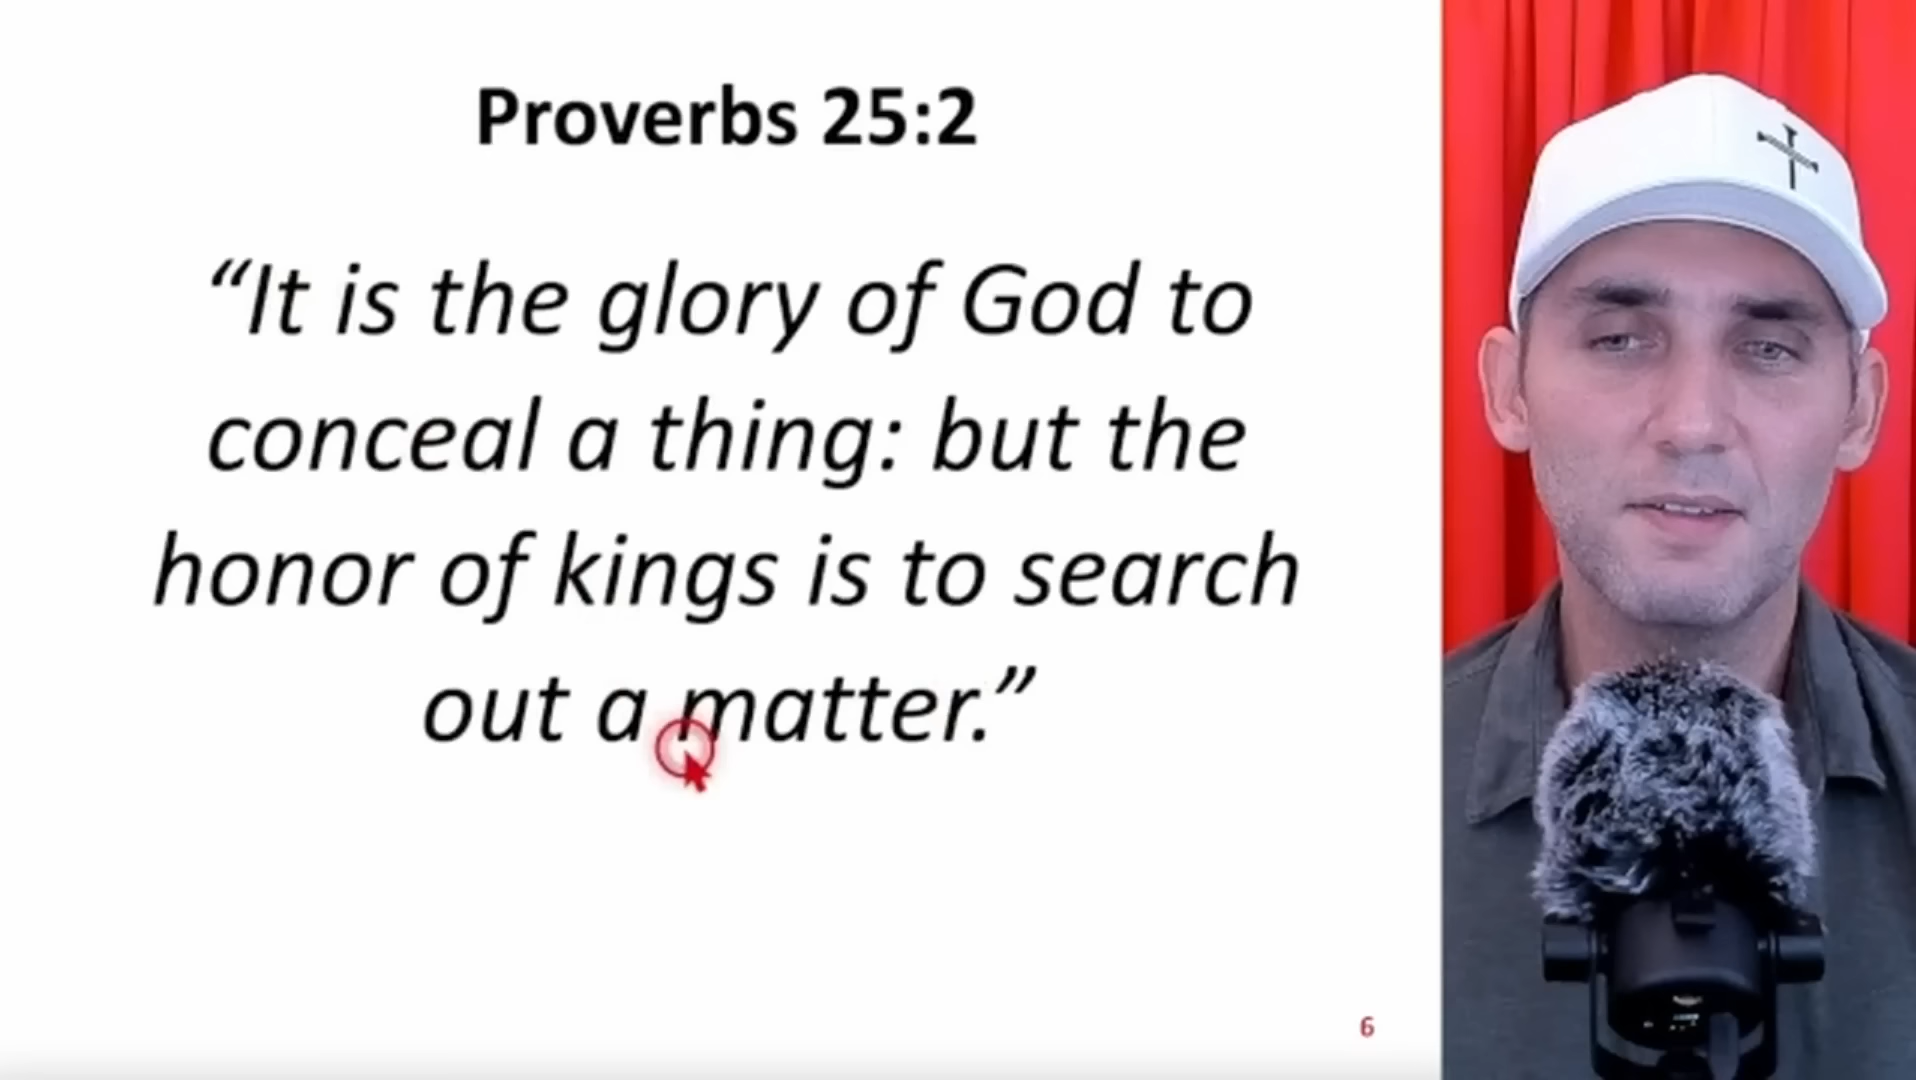 Proverbs 25:2
“It is the glory of God to
conceal a thing: but the
honor of kings is to search
out a matter.”
6